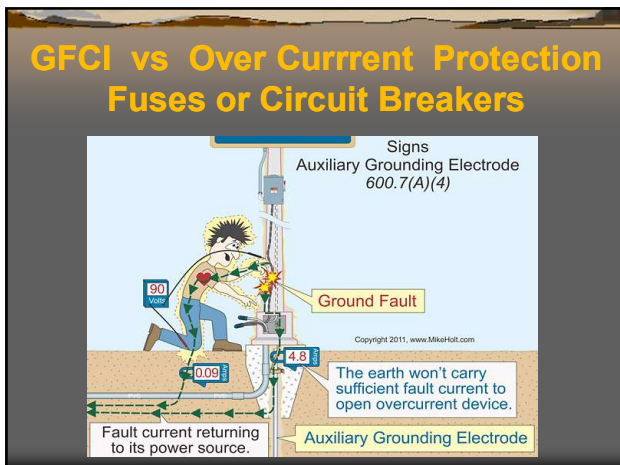 GFCI vs Over Currrent Protection
Fuses or Circuit Breakers
Signs
Auxiliary Grounding Electrode
600.7(A)(4)
90
Volts
Ground Fault
Copyright 2011, www.MikeHolt.com
4.8
Amps
0.09
Amps
The earth won't carry
sufficient fault current to
open overcurrent device.
PVC
PVC
Fault current returning
to its power source.
Auxiliary Grounding Electrode